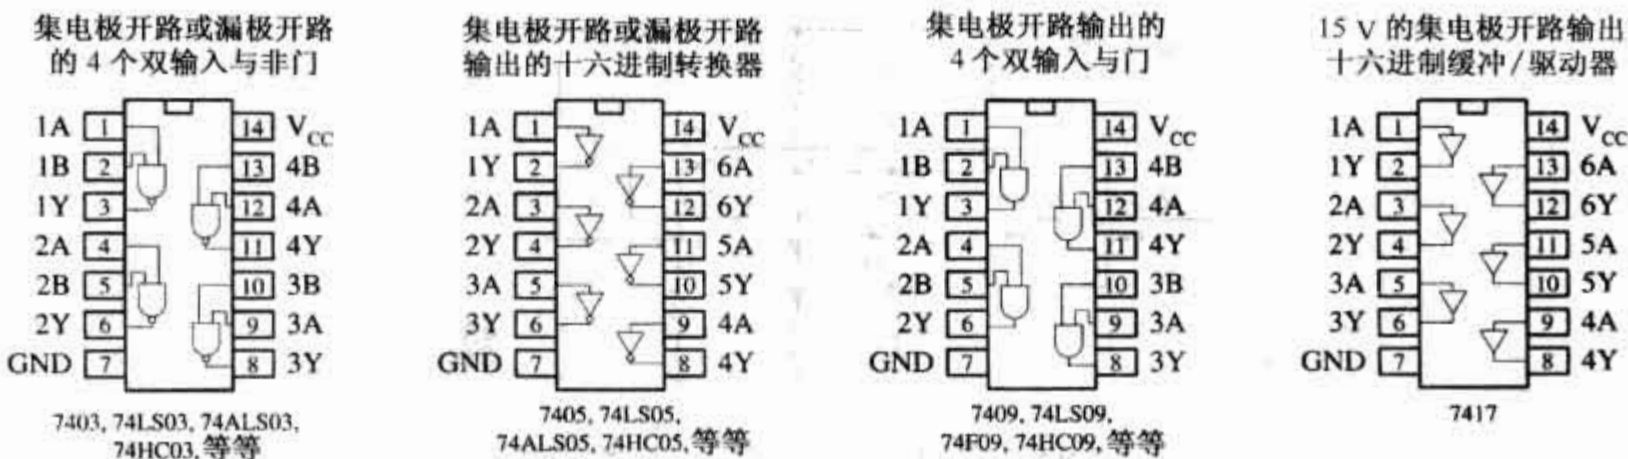 集电极开路或漏极开路
的 4 个双输入与非门
1A 1 14 VCC
1B 2 13 4B
1Y 3 12 4A
2A 4 11 4Y
2B 5 10 3B
2Y 6 9 3A
GND 7 8 3Y
7403, 74LS03, 74ALS03,
74HC03, 等等
集电极开路或漏极开路
输出的十六进制转换器
1A 1 14 VCC
1Y 2 13 6A
2A 3 12 6Y
2Y 4 11 5A
3A 5 10 5Y
3Y 6 9 4A
GND 7 8 4Y
7405, 74LS05,
74ALS05, 74HC05, 等等
集电极开路输出的
4 个双输入与门
1A 1 14 VCC
1B 2 13 4B
1Y 3 12 4A
2A 4 11 4Y
2B 5 10 3B
2Y 6 9 3A
GND 7 8 3Y
7409, 74LS09,
74F09, 74HC09, 等等
15 V 的集电极开路输出
十六进制缓冲/驱动器
1A 1 14 VCC
1Y 2 13 6A
2A 3 12 6Y
2Y 4 11 5A
3A 5 10 5Y
3Y 6 9 4A
GND 7 8 4Y
7417